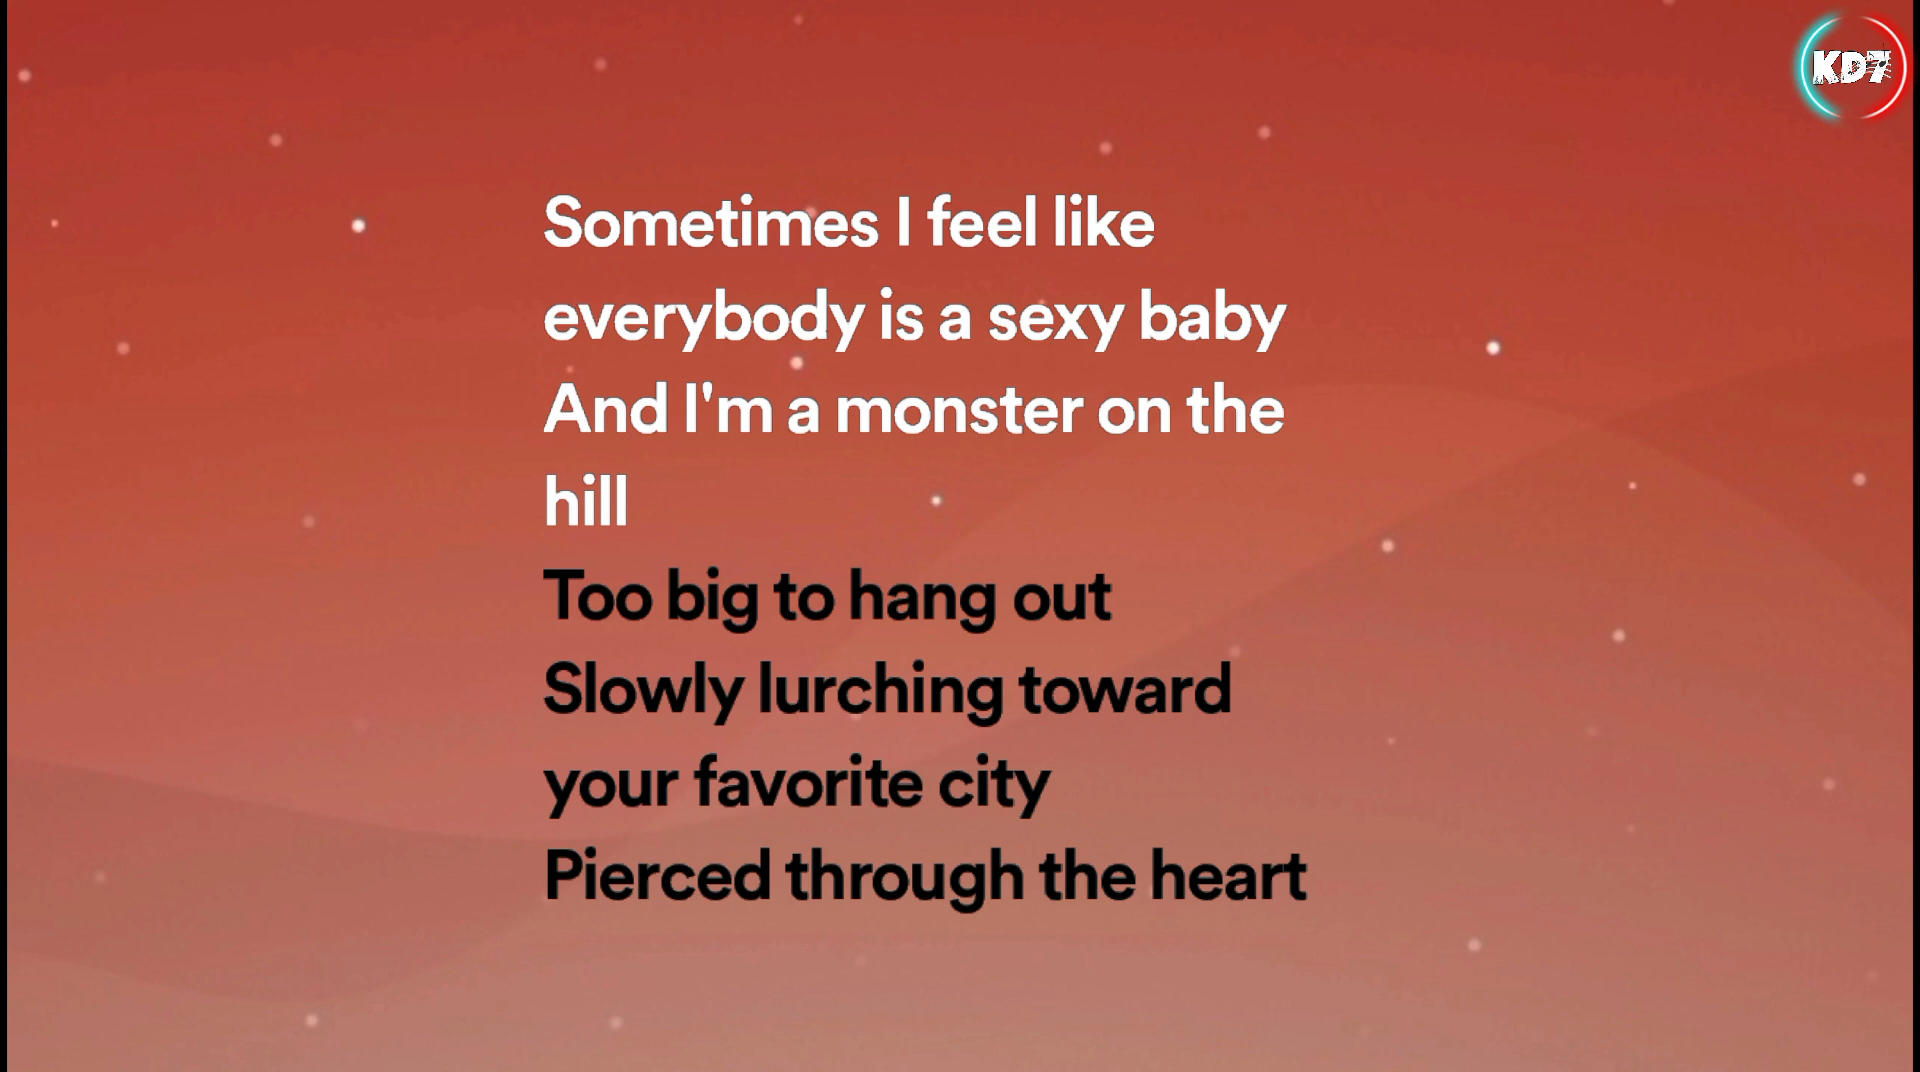 KD7
Sometimes I feel like
everybody is a sexy baby
And I'm a monster on the
hill
Too big to hang out
Slowly lurching toward
your favorite city
Pierced through the heart